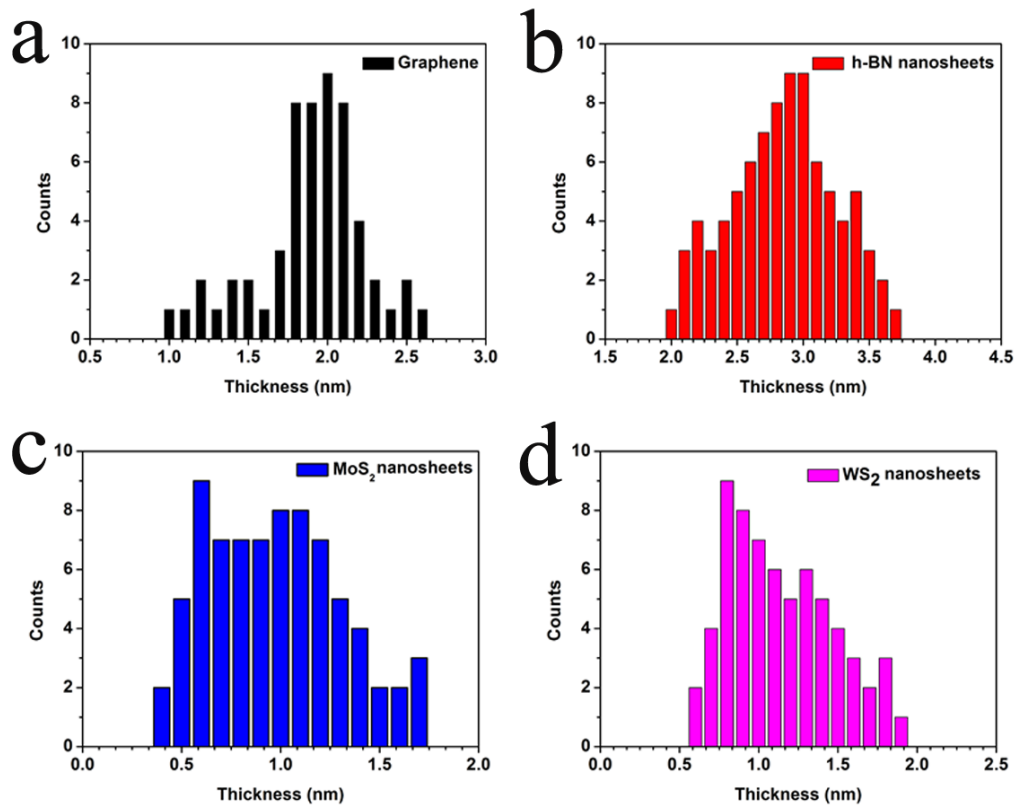 a
Graphene
10
8
6
4
2
0
Counts
0.5 1.0 1.5 2.0 2.5 3.0
Thickness (nm)
b
h-BN nanosheets
10
8
6
4
2
0
Counts
1.5 2.0 2.5 3.0 3.5 4.0 4.5
Thickness (nm)
c
MoS₂ nanosheets
10
8
6
4
2
0
Counts
0.0 0.5 1.0 1.5 2.0
Thickness (nm)
d
WS₂ nanosheets
10
8
6
4
2
0
Counts
0.0 0.5 1.0 1.5 2.0 2.5
Thickness (nm)